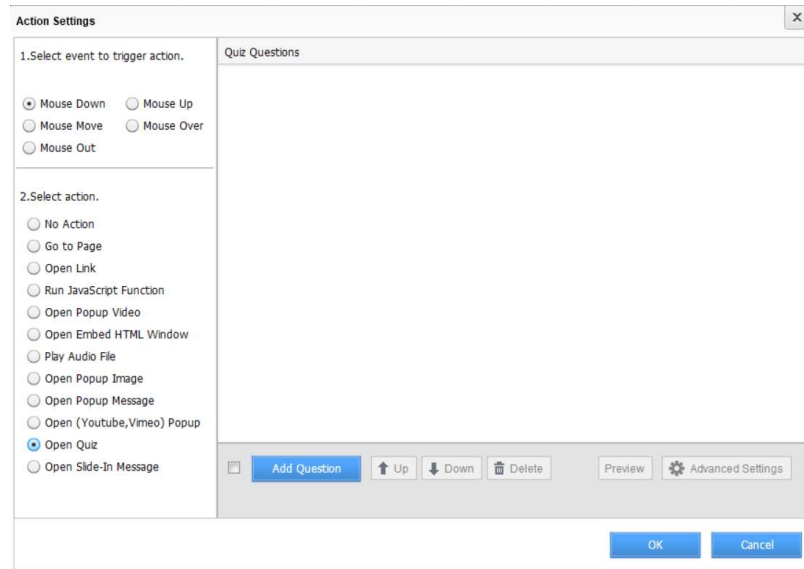 Action Settings
1.Select event to trigger action.
Mouse Down Mouse Up
Mouse Move Mouse Over
Mouse Out
2.Select action.
No Action
Go to Page
Open Link
Run JavaScript Function
Open Popup Video
Open Embed HTML Window
Play Audio File
Open Popup Image
Open Popup Message
Open (Youtube,Vimeo) Popup
Open Quiz
Open Slide-In Message
Quiz Questions
Add Question Up Down Delete Preview Advanced Settings
OK Cancel